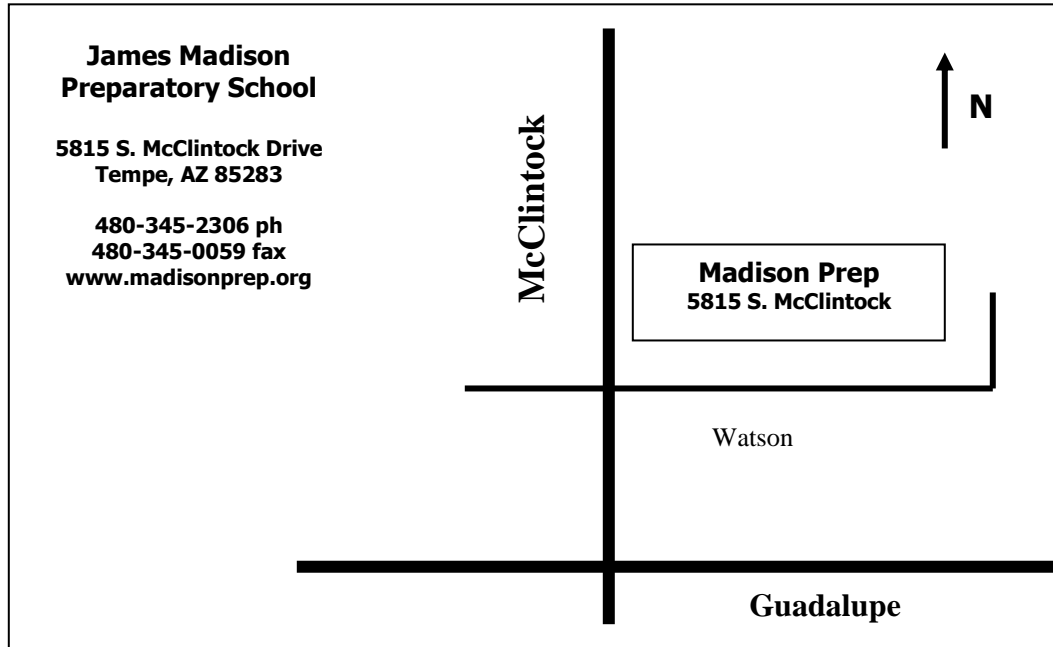 James Madison
Preparatory School
5815 S. McClintock Drive
Tempe, AZ 85283
480-345-2306 ph
480-345-0059 fax
www.madisonprep.org
McClintock
N
Madison Prep
5815 S. McClintock
Watson
Guadalupe